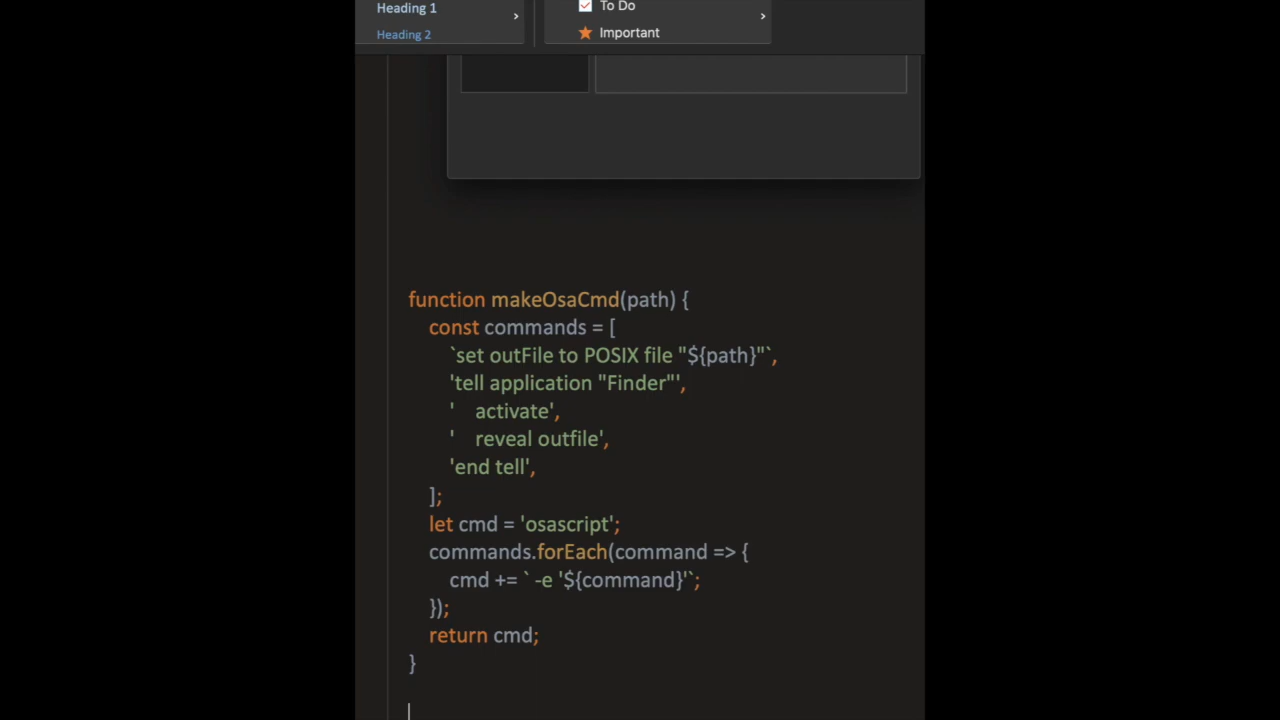 Heading 1
To Do
Heading 2
Important
function makeOsaCmd(path) {
    const commands = [
        `set outFile to POSIX file "${path}"`,
        'tell application "Finder"',
        '    activate',
        '    reveal outfile',
        'end tell',
    ];
    let cmd = 'osascript';
    commands.forEach(command => {
        cmd += ` -e '${command}'`;
    });
    return cmd;
}